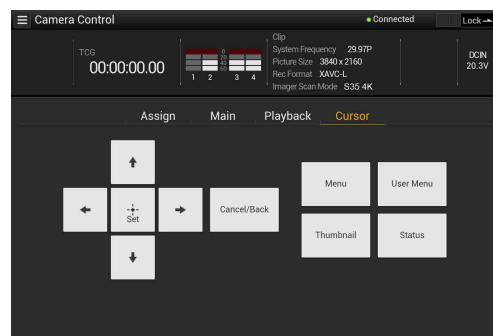 Camera Control
Connected
Lock
Clip
TCG
00:00:00.00
1 2 3 4
System Frequency 29.97P
Picture Size 3840 x 2160
Rec Format XAVC-L
Imager Scan Mode S35 4K
DCIN
20.3V
Assign Main Playback Cursor
Set
Cancel/Back
Menu
User Menu
Thumbnail
Status